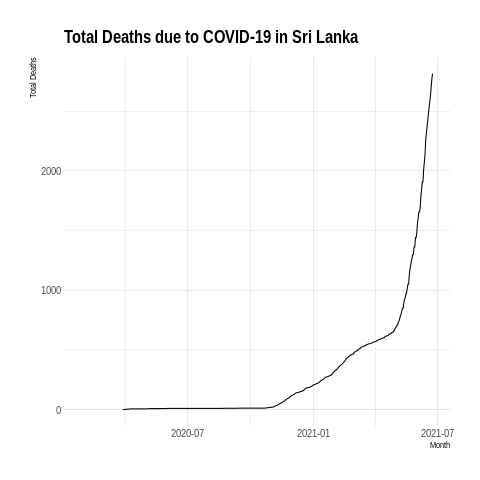 Total Deaths due to COVID-19 in Sri Lanka
Total Deaths
2000
1000
0
2020-07
2021-01
2021-07
Month